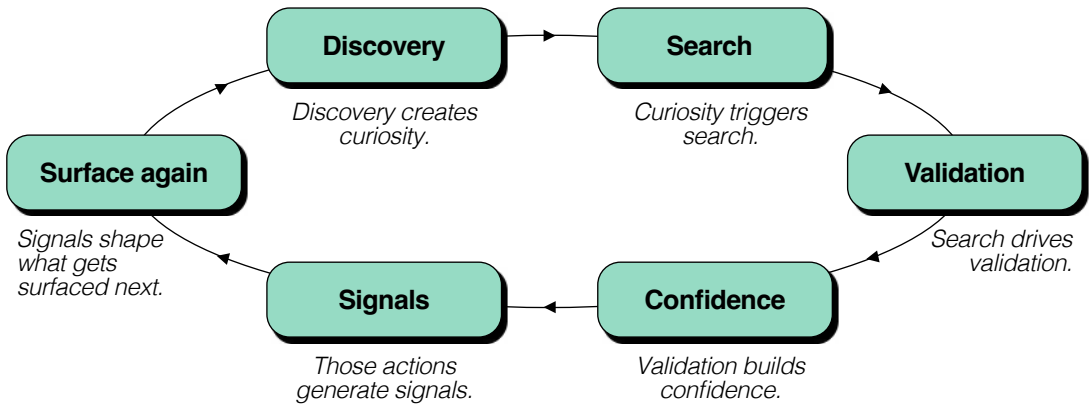 Discovery
Discovery creates
curiosity.
Search
Curiosity triggers
search.
Validation
Search drives
validation.
Confidence
Validation builds
confidence.
Signals
Those actions
generate signals.
Surface again
Signals shape
what gets
surfaced next.